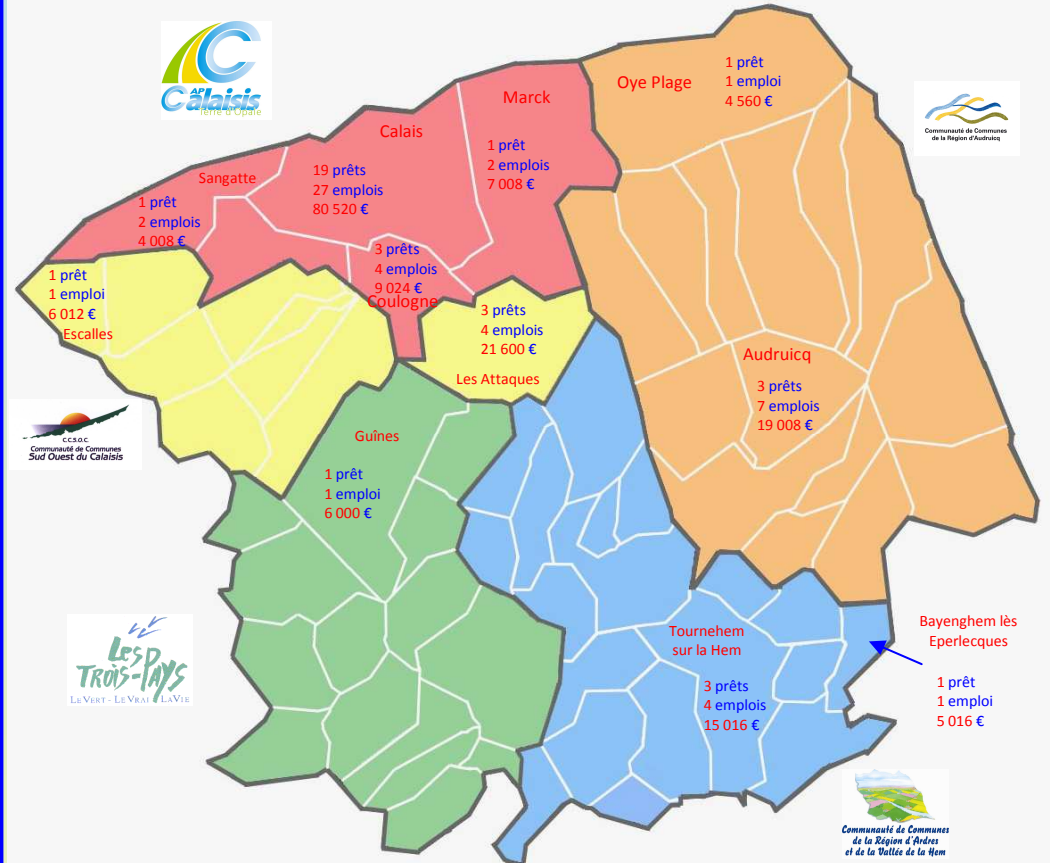 CAP
Calaisis
Terre d'Opale
Oye Plage
1 prêt
1 emploi
4 560 €
Communauté de Communes
de la Région d'Audruicq
Marck
1 prêt
2 emplois
7 008 €
Calais
19 prêts
27 emplois
80 520 €
Sangatte
1 prêt
2 emplois
4 008 €
3 prêts
4 emplois
9 024 €
Coulogne
1 prêt
1 emploi
6 012 €
Escalles
3 prêts
4 emplois
21 600 €
Les Attaques
Audruicq
3 prêts
7 emplois
19 008 €
C.C.S.O.C.
Communauté de Communes
Sud Ouest du Calaisis
Guînes
1 prêt
1 emploi
6 000 €
LES
TROIS-PAYS
LE VERT - LE VRAI LA VIE
Tournehem
sur la Hem
3 prêts
4 emplois
15 016 €
Bayenghem lès
Eperlecques
1 prêt
1 emploi
5 016 €
Communauté de Communes
de la Région d'Ardres
et de la Vallée de la Hem